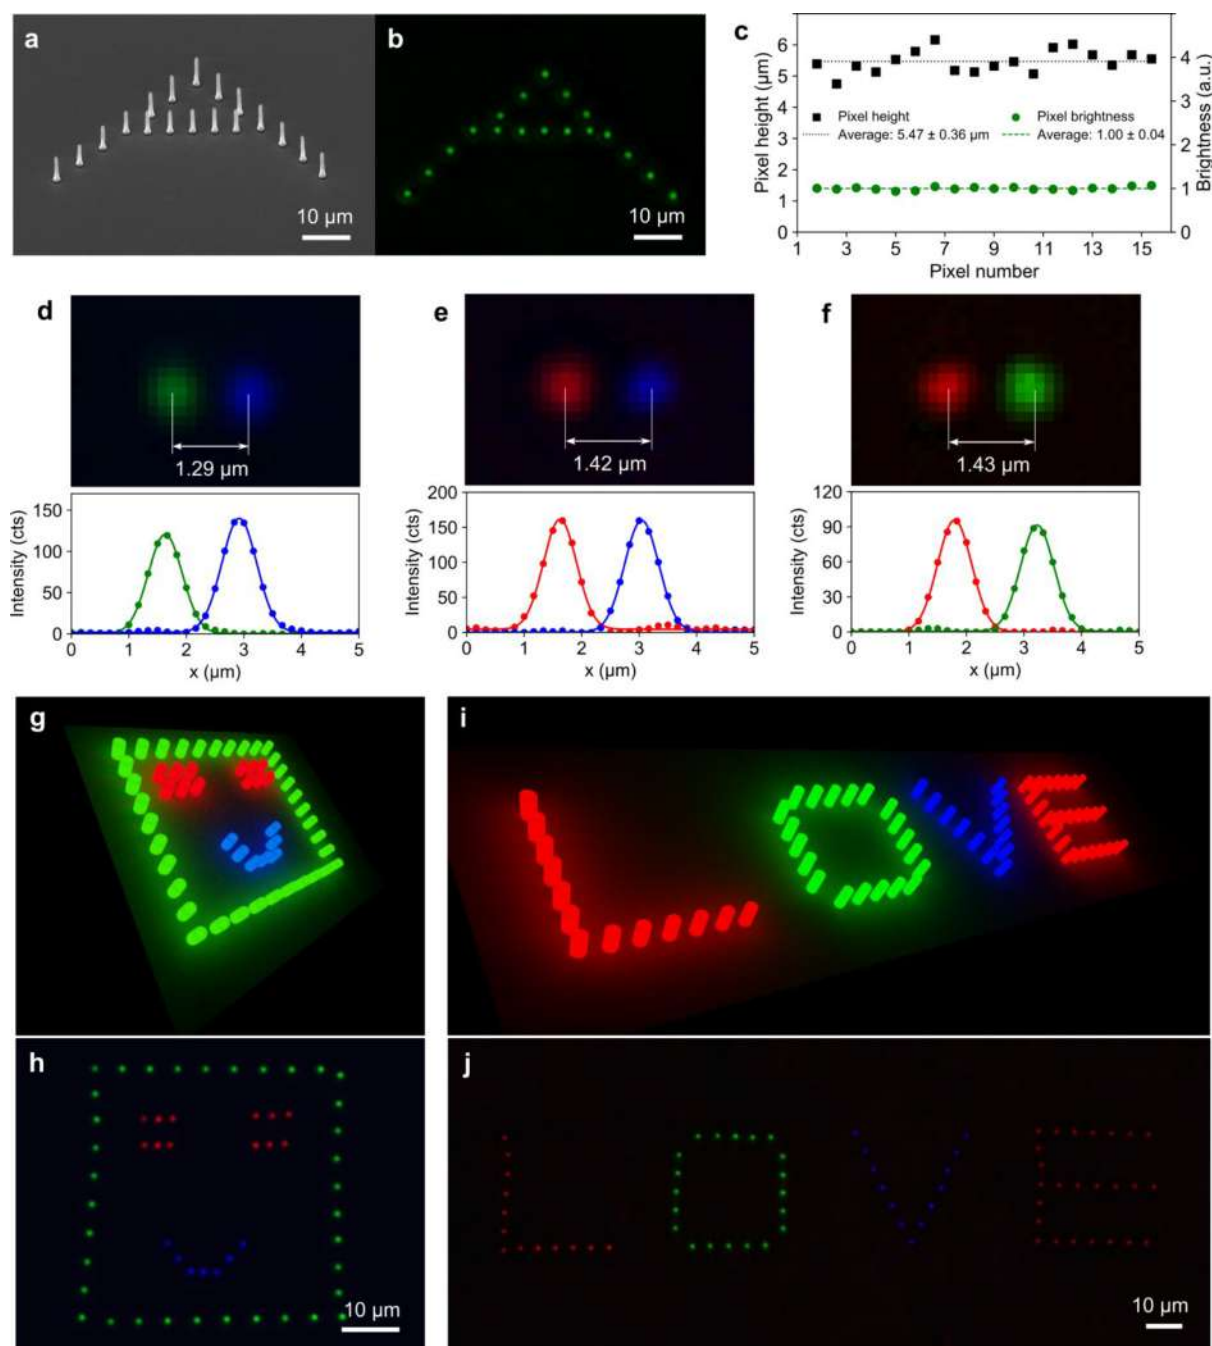 a
10 µm
b
10 µm
c
Pixel height (µm)
6
5
4
3
2
1
0
Pixel height
Average: 5.47 ± 0.36 µm
Pixel brightness
Average: 1.00 ± 0.04
4
3
2
1
0
Brightness (a.u.)
1 3 5 7 9 11 13 15
Pixel number
d
1.29 µm
e
1.42 µm
f
1.43 µm
Intensity (cts)
150
100
50
0
0 1 2 3 4 5
x (µm)
Intensity (cts)
200
150
100
50
0
0 1 2 3 4 5
x (µm)
Intensity (cts)
120
90
60
30
0
0 1 2 3 4 5
x (µm)
g
i
LOVE
h
10 µm
j
LOVE
10 µm